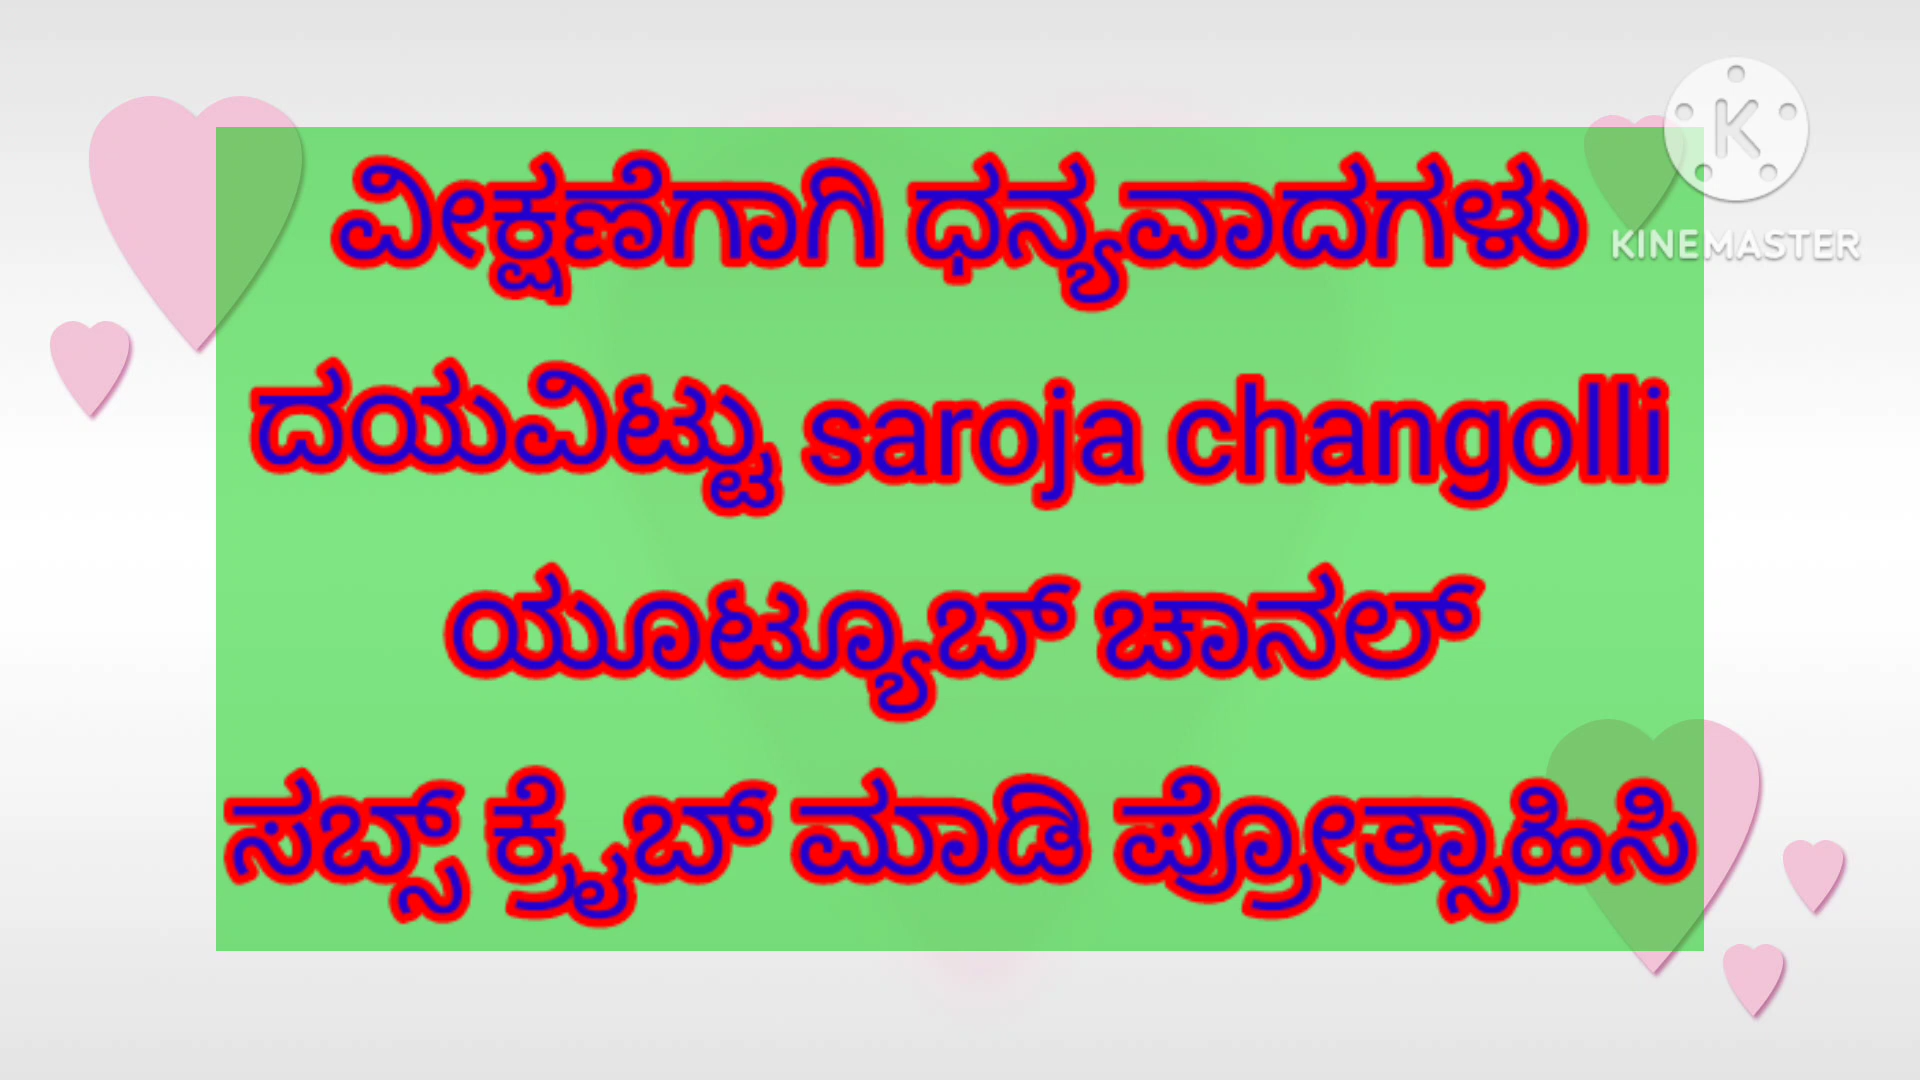 ವೀಕ್ಷಣೆಗಾಗಿ ಧನ್ಯವಾದಗಳು
KINEMASTER
ದಯವಿಟ್ಟು saroja changolli
ಯೂಟ್ಯೂಬ್ ಚಾನಲ್
ಸಬ್ಸ್ ಕ್ರೈಬ್ ಮಾಡಿ ಪ್ರೋತ್ಸಾಹಿಸಿ